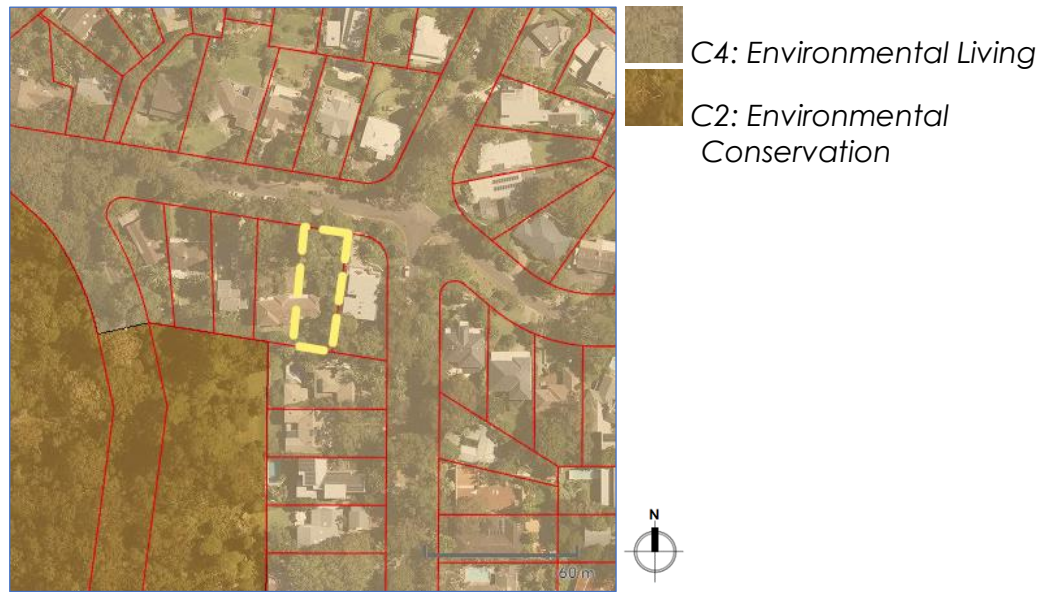 C4: Environmental Living
C2: Environmental
Conservation
N
60 m